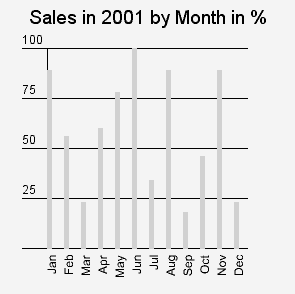 Sales in 2001 by Month in %
100
75
50
25
Jan
Feb
Mar
Apr
May
Jun
Jul
Aug
Sep
Oct
Nov
Dec